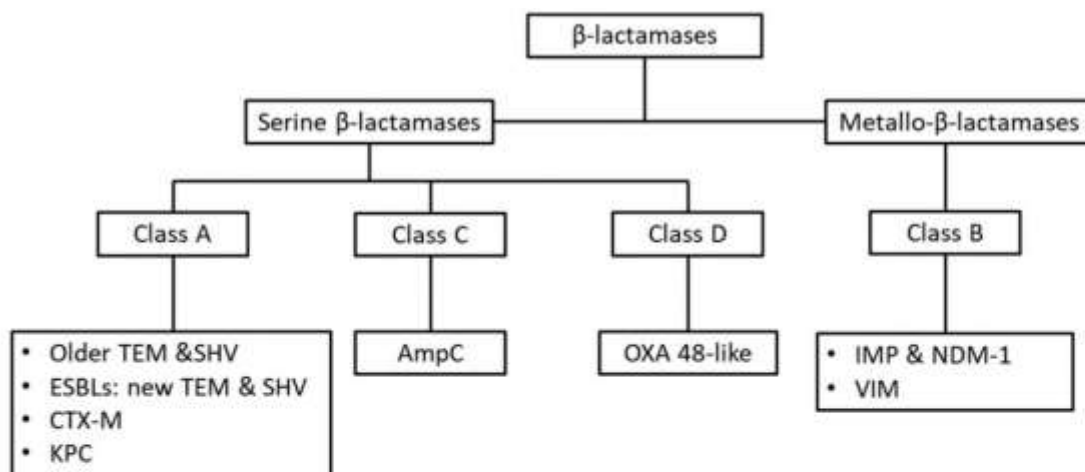 β-lactamases
Serine β-lactamases
Metallo-β-lactamases
Class A
Class C
Class D
Class B
• Older TEM &SHV
• ESBLs: new TEM & SHV
• CTX-M
• KPC
AmpC
OXA 48-like
• IMP & NDM-1
• VIM